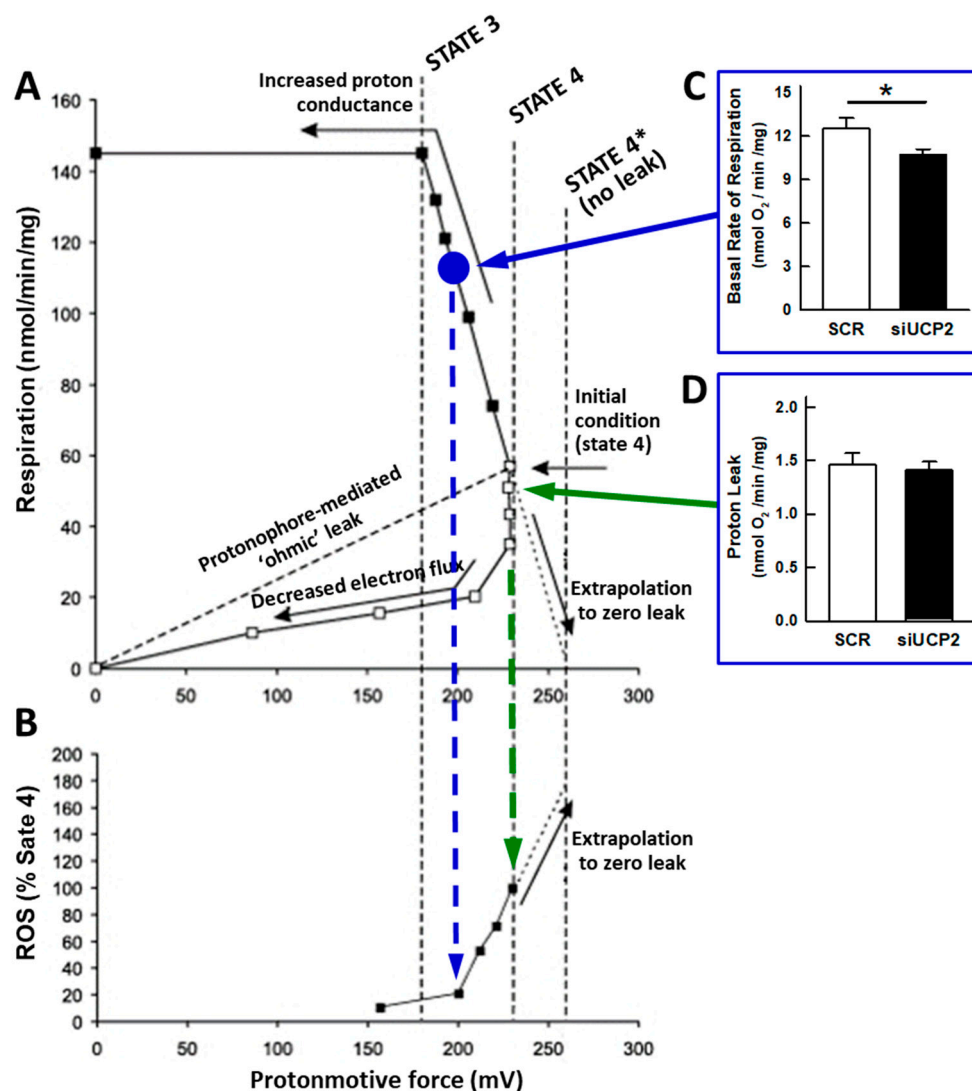 A
STATE 3
STATE 4
STATE 4*
(no leak)
Increased proton
conductance
160
140
120
100
80
60
40
20
0
Respiration (nmol/min/mg)
Initial
condition
(state 4)
Protonophore-mediated
'ohmic' leak
Decreased electron flux
Extrapolation
to zero leak
0
50
100
150
200
250
300
B
200
180
160
140
120
100
80
60
40
20
0
ROS (% Sate 4)
Extrapolation
to zero leak
0
50
100
150
200
250
300
Protonmotive force (mV)
C
*
15
12
9
6
3
0
Basal Rate of Respiration
(nmol O2 / min /mg)
SCR
siUCP2
D
2.0
1.5
1.0
0.5
0.0
Proton Leak
(nmol O2 /min /mg)
SCR
siUCP2